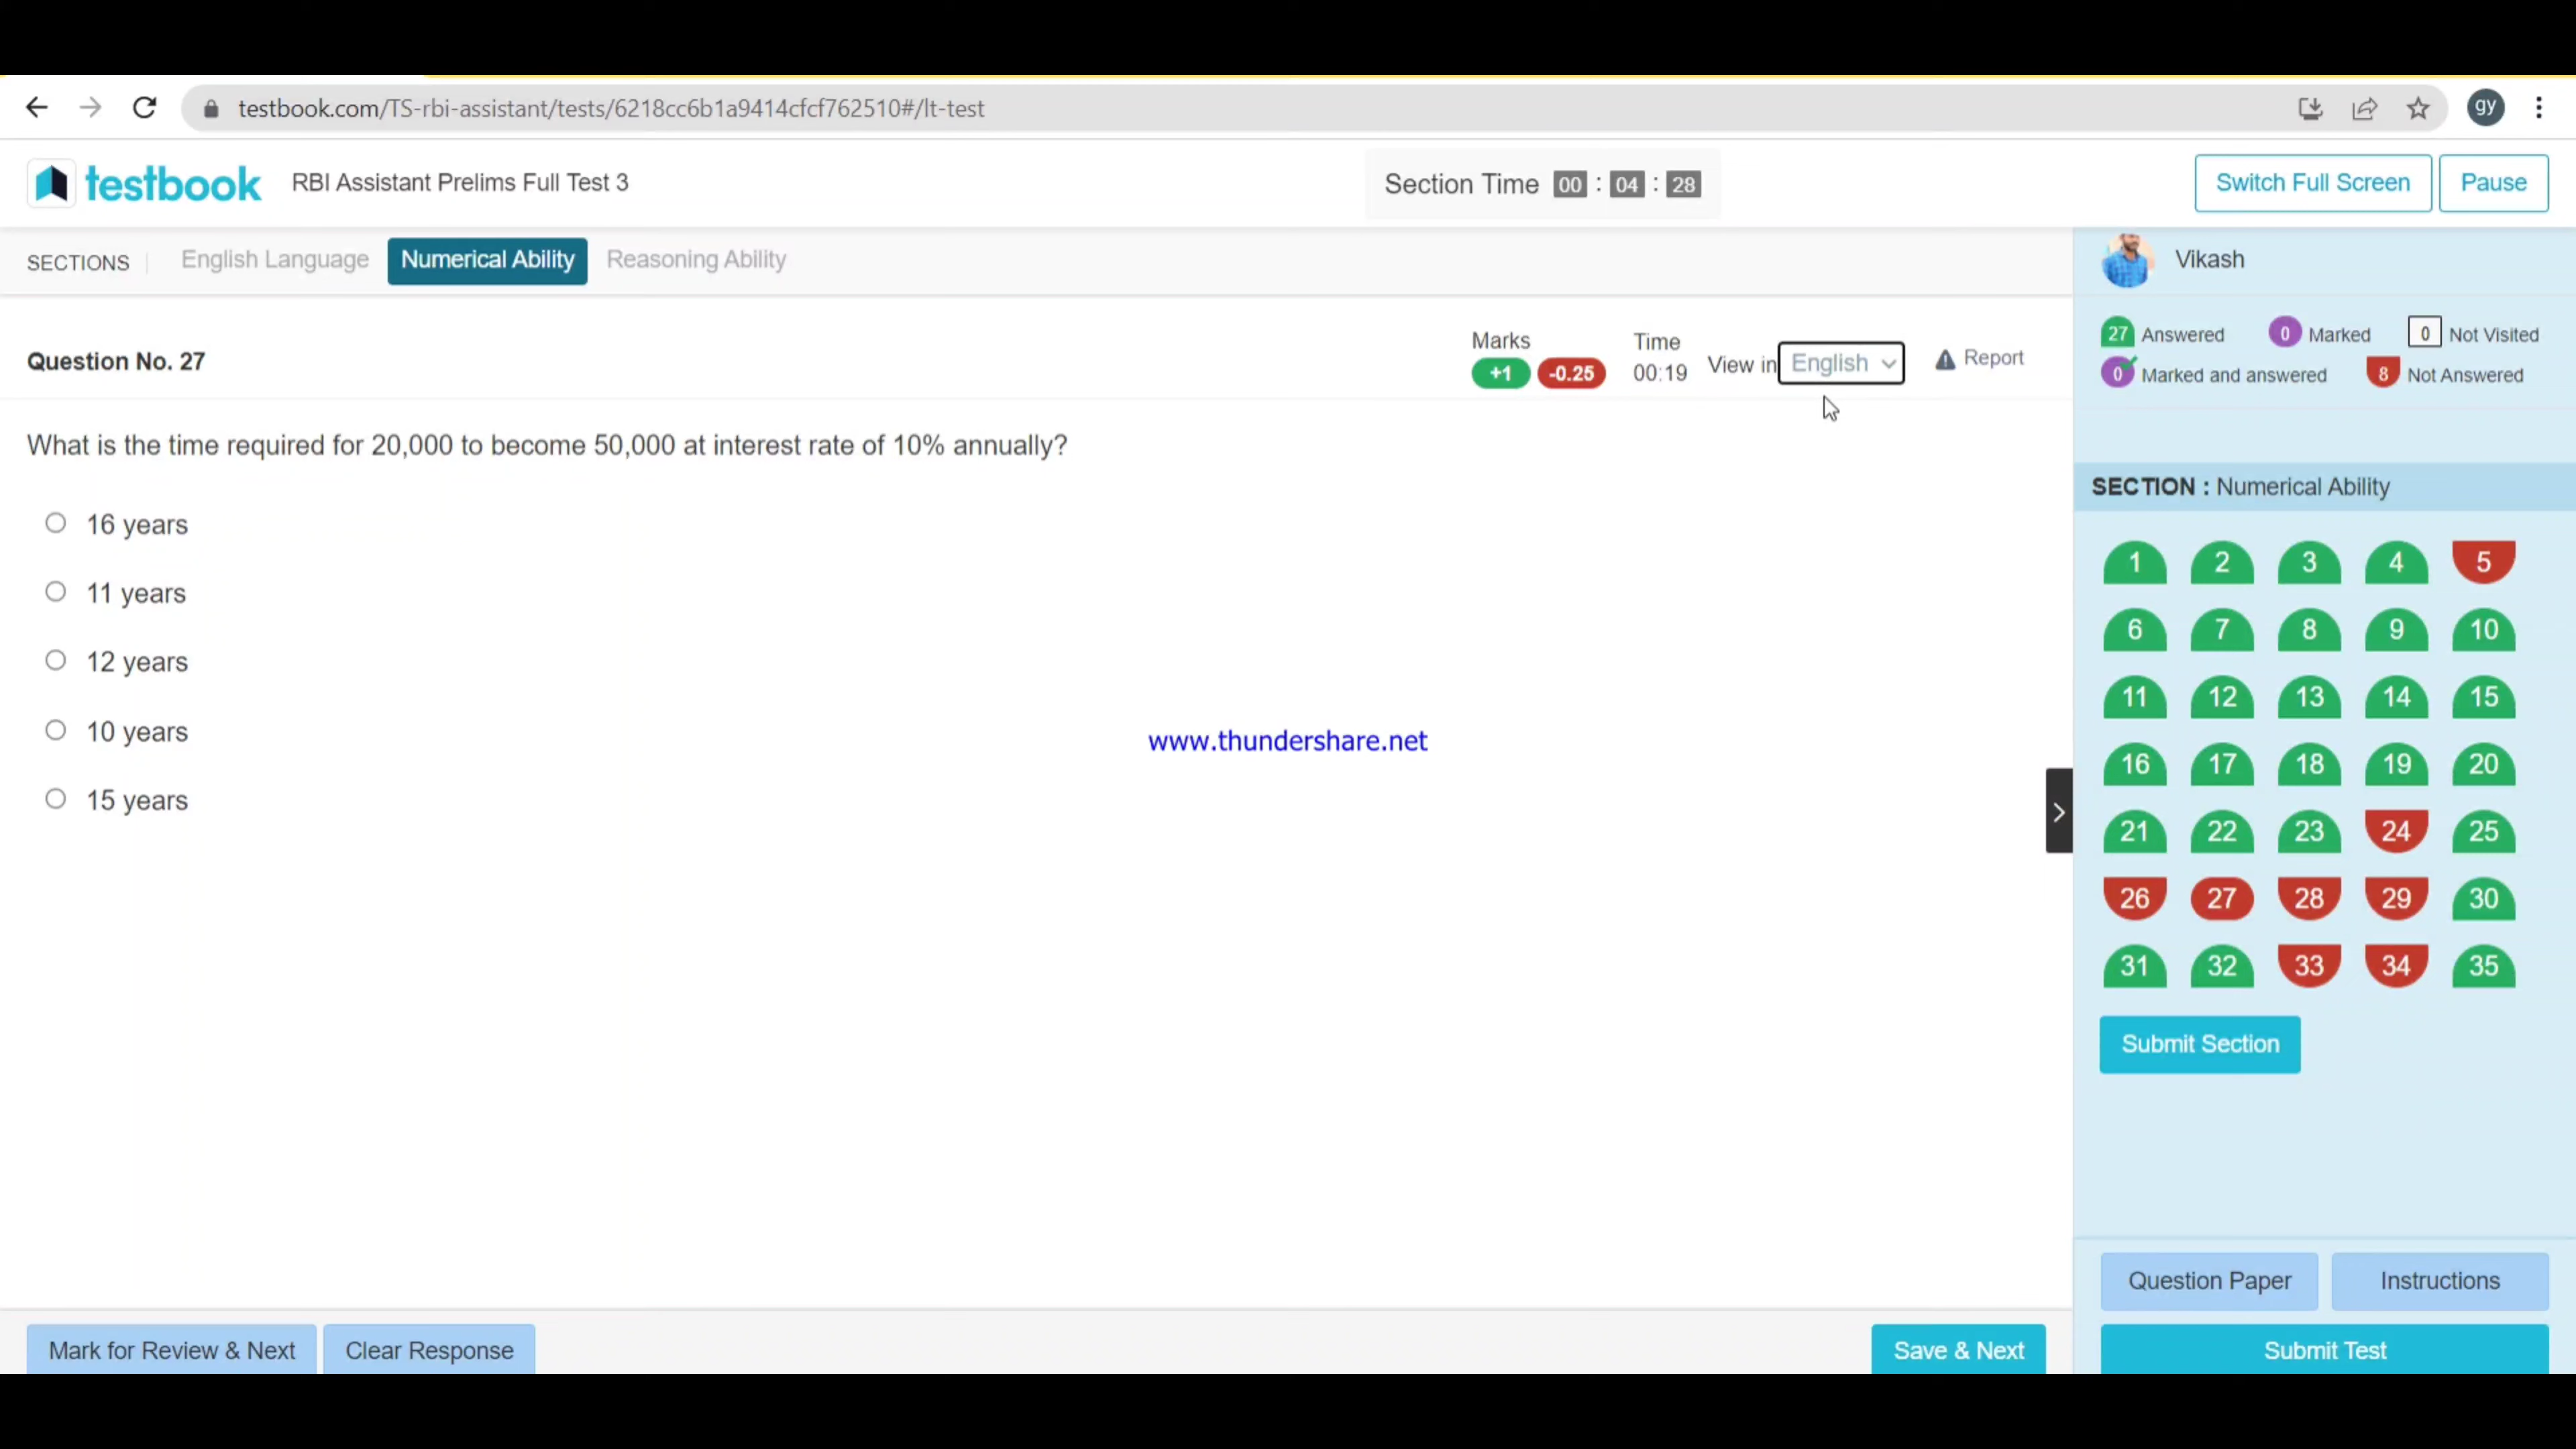 testbook.com/TS-rbi-assistant/tests/6218cc6b1a9414cfcf762510#/lt-test
gy
testbook
RBI Assistant Prelims Full Test 3
Section Time 00 : 04 : 28
Switch Full Screen
Pause
SECTIONS
English Language
Numerical Ability
Reasoning Ability
Vikash
27 Answered
0 Marked
0 Not Visited
0 Marked and answered
8 Not Answered
Question No. 27
Marks
+1 -0.25
Time
00:19
View in English
Report
What is the time required for 20,000 to become 50,000 at interest rate of 10% annually?
16 years
11 years
12 years
10 years
15 years
www.thundershare.net
SECTION : Numerical Ability
1 2 3 4 5
6 7 8 9 10
11 12 13 14 15
16 17 18 19 20
21 22 23 24 25
26 27 28 29 30
31 32 33 34 35
Submit Section
Question Paper
Instructions
Mark for Review & Next
Clear Response
Save & Next
Submit Test